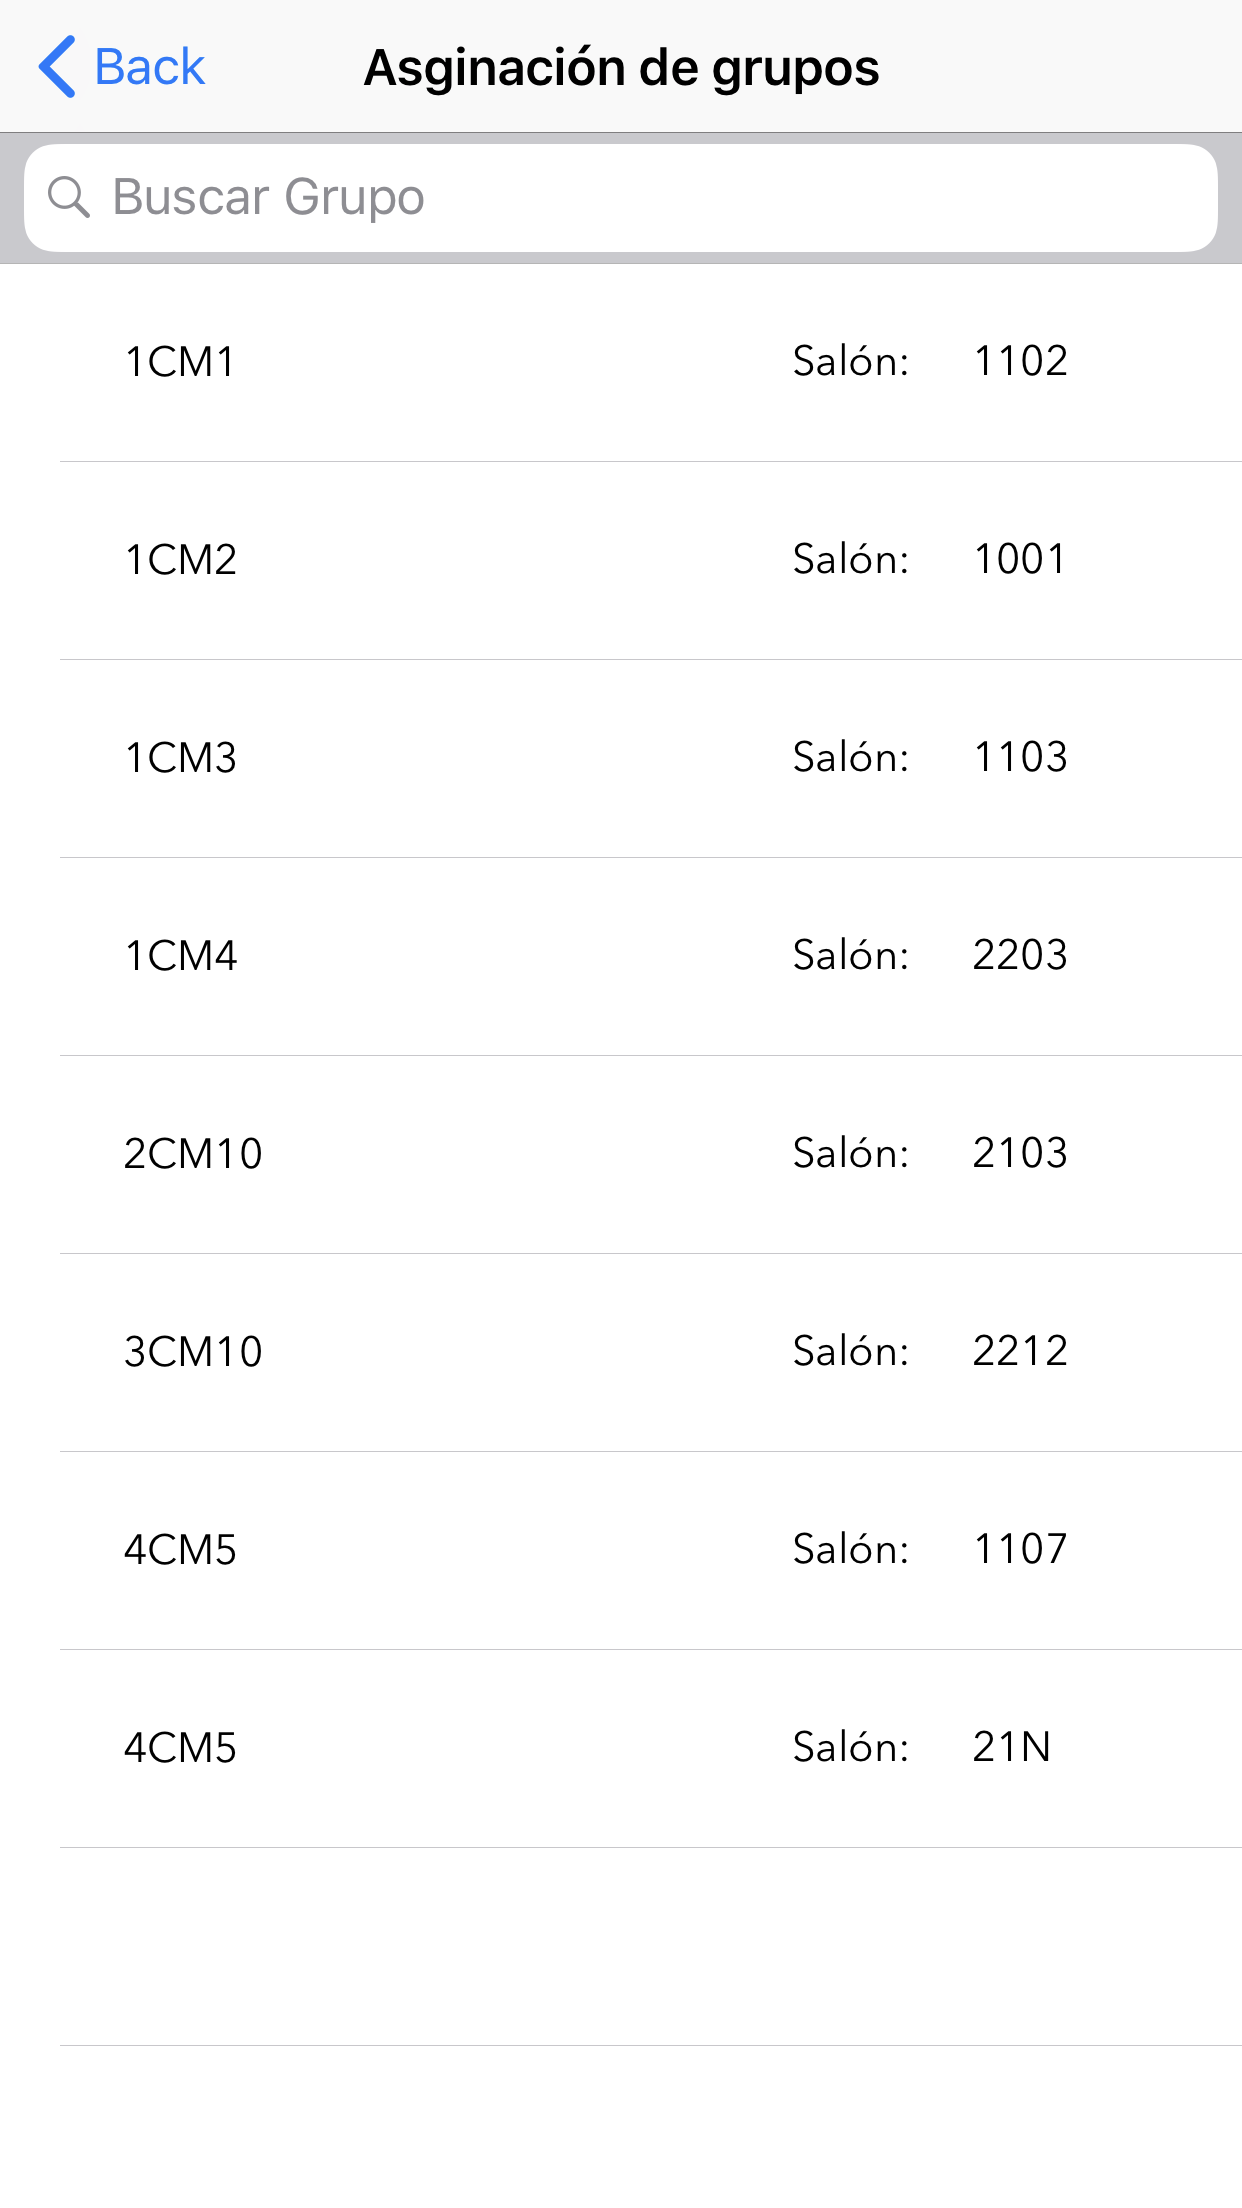 Back Asginación de grupos
Buscar Grupo
1CM1 Salón: 1102
1CM2 Salón: 1001
1CM3 Salón: 1103
1CM4 Salón: 2203
2CM10 Salón: 2103
3CM10 Salón: 2212
4CM5 Salón: 1107
4CM5 Salón: 21N